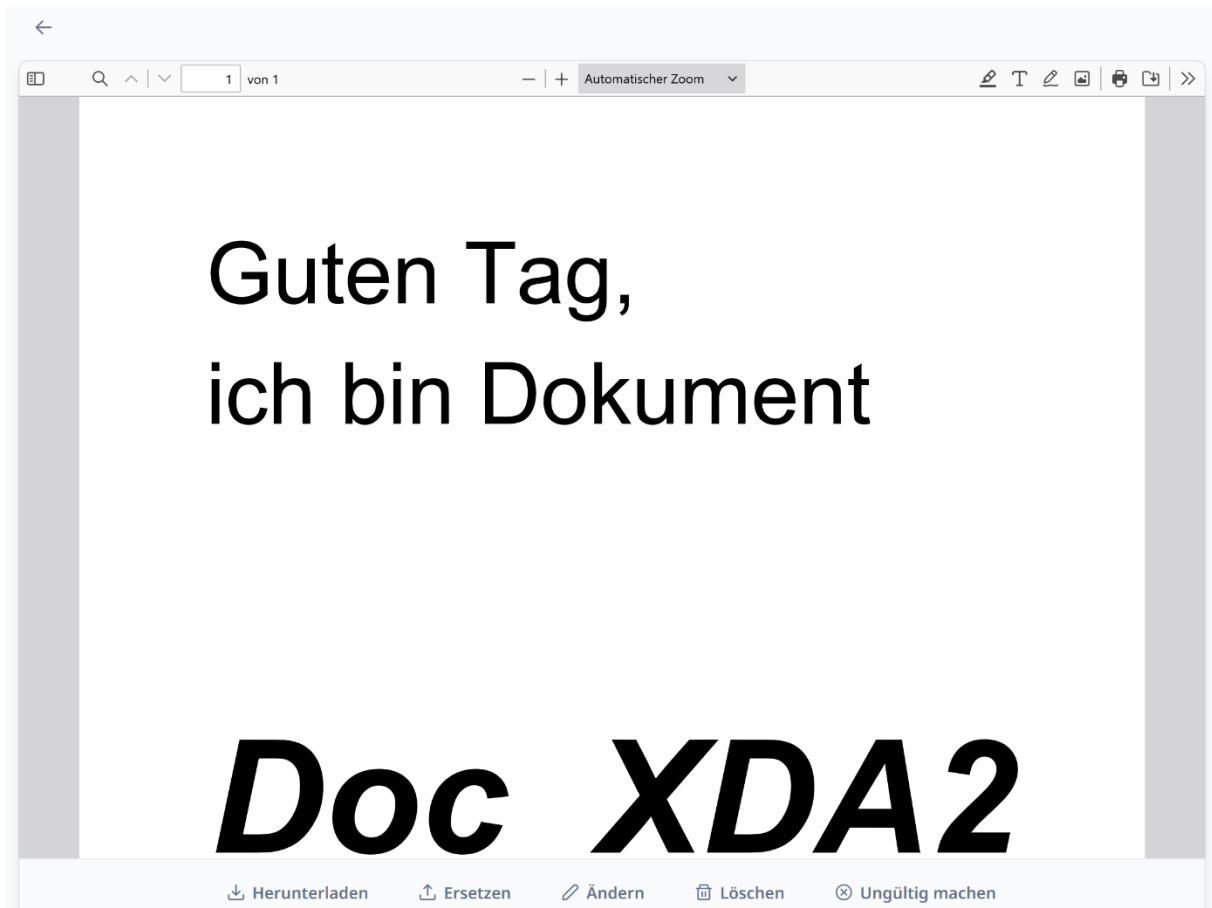 1 von 1 Automatischer Zoom
Guten Tag,
ich bin Dokument
Doc XDA2
Herunterladen Ersetzen Ändern Löschen Ungültig machen